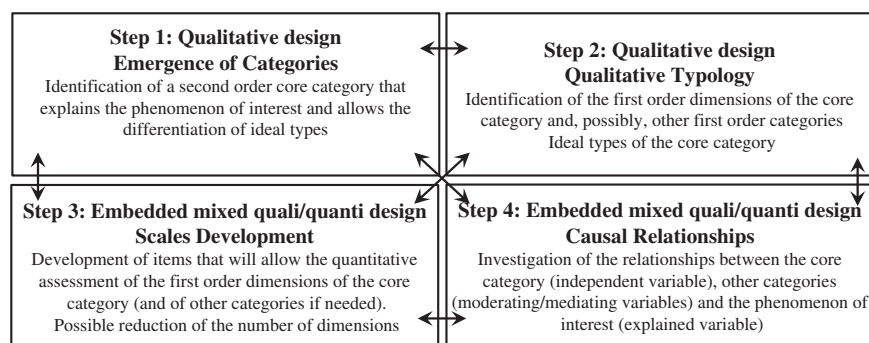 Step 1: Qualitative design
Emergence of Categories
Identification of a second order core category that
explains the phenomenon of interest and allows the
differentiation of ideal types
Step 2: Qualitative design
Qualitative Typology
Identification of the first order dimensions of the core
category and, possibly, other first order categories
Ideal types of the core category
Step 3: Embedded mixed quali/quanti design
Scales Development
Development of items that will allow the quantitative
assessment of the first order dimensions of the core
category (and of other categories if needed).
Possible reduction of the number of dimensions
Step 4: Embedded mixed quali/quanti design
Causal Relationships
Investigation of the relationships between the core
category (independent variable), other categories
(moderating/mediating variables) and the phenomenon of
interest (explained variable)